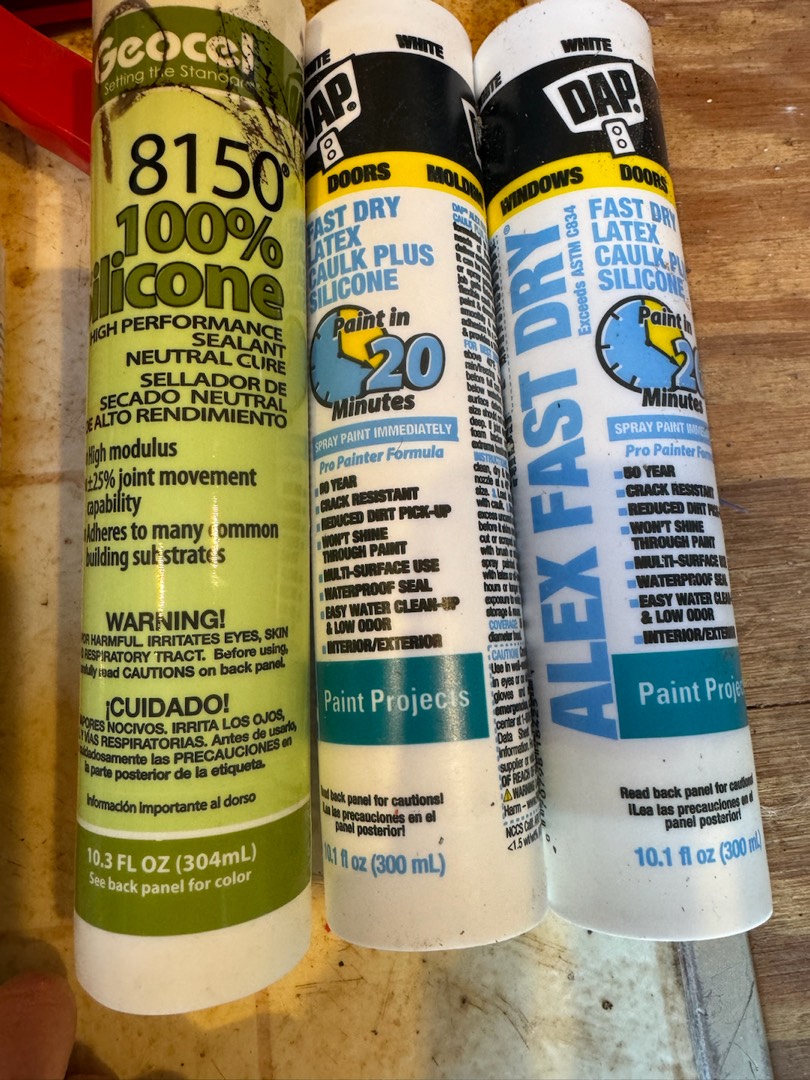 Geocel
Setting the Standard
8150®
100%
silicone
HIGH PERFORMANCE
SEALANT
NEUTRAL CURE
SELLADOR DE
SECADO NEUTRAL
DE ALTO RENDIMIENTO
High modulus
±25% joint movement
capability
Adheres to many common
building substrates
WARNING!
HARMFUL. IRRITATES EYES, SKIN
RESPIRATORY TRACT. Before using,
read CAUTIONS on back panel.
¡CUIDADO!
NOCIVOS. IRRITA LOS OJOS,
VÍAS RESPIRATORIAS. Antes de usarlo,
las PRECAUCIONES en
la parte posterior de la etiqueta.
Información Importante al dorso
10.3 FL OZ (304mL)
See back panel for color
WHITE
DAP®
DOORS
FAST DRY
LATEX
CAULK PLUS
SILICONE
Paint in
20
Minutes
SPRAY PAINT IMMEDIATELY
Pro Painter Formula
50 YEAR
CRACK RESISTANT
REDUCED DIRT PICK-UP
WON'T SHINE
THROUGH PAINT
MULTI-SURFACE USE
WATERPROOF SEAL
EASY WATER CLEAN-UP
& LOW ODOR
INTERIOR/EXTERIOR
Paint Projects
Read back panel for cautions!
¡Lea las precauciones en el
panel posterior!
10.1 fl oz (300 mL)
WHITE
DAP®
WINDOWS DOORS
ALEX FAST DRY®
Exceeds ASTM C834
FAST DRY
LATEX
CAULK
SILICONE
Paint in
Minutes
SPRAY PAINT
Pro Painter
50 YEAR
CRACK RESISTANT
REDUCED DIRT
WON'T SHINE
THROUGH PAINT
MULTI-SURFACE
WATERPROOF SEAL
EASY WATER CLEAN-UP
& LOW ODOR
INTERIOR/EXTERIOR
Paint
Read back panel for cautions!
¡Lea las precauciones en el
panel posterior!
10.1 fl oz (300 mL)